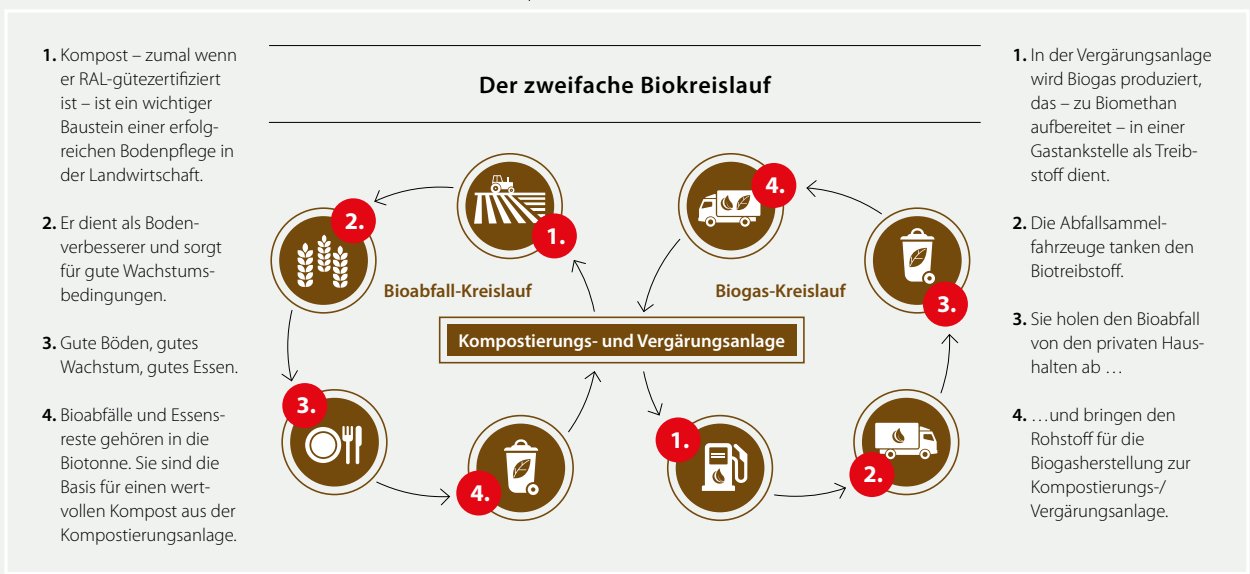 1. Kompost – zumal wenn
er RAL-gütezertifiziert
ist – ist ein wichtiger
Baustein einer erfolg-
reichen Bodenpflege in
der Landwirtschaft.
2. Er dient als Boden-
verbesserer und sorgt
für gute Wachstums-
bedingungen.
3. Gute Böden, gutes
Wachstum, gutes Essen.
4. Bioabfälle und Essens-
reste gehören in die
Biotonne. Sie sind die
Basis für einen wert-
vollen Kompost aus der
Kompostierungsanlage.
Der zweifache Biokreislauf
1.
2.
Bioabfall-Kreislauf
3.
4.
4.
Biogas-Kreislauf
3.
Kompostierungs- und Vergärungsanlage
1.
2.
1. In der Vergärungsanlage
wird Biogas produziert,
das – zu Biomethan
aufbereitet – in einer
Gastankstelle als Treib-
stoff dient.
2. Die Abfallsammel-
fahrzeuge tanken den
Biotreibstoff.
3. Sie holen den Bioabfall
von den privaten Haus-
halten ab …
4. …und bringen den
Rohstoff für die
Biogasherstellung zur
Kompostierungs-/
Vergärungsanlage.